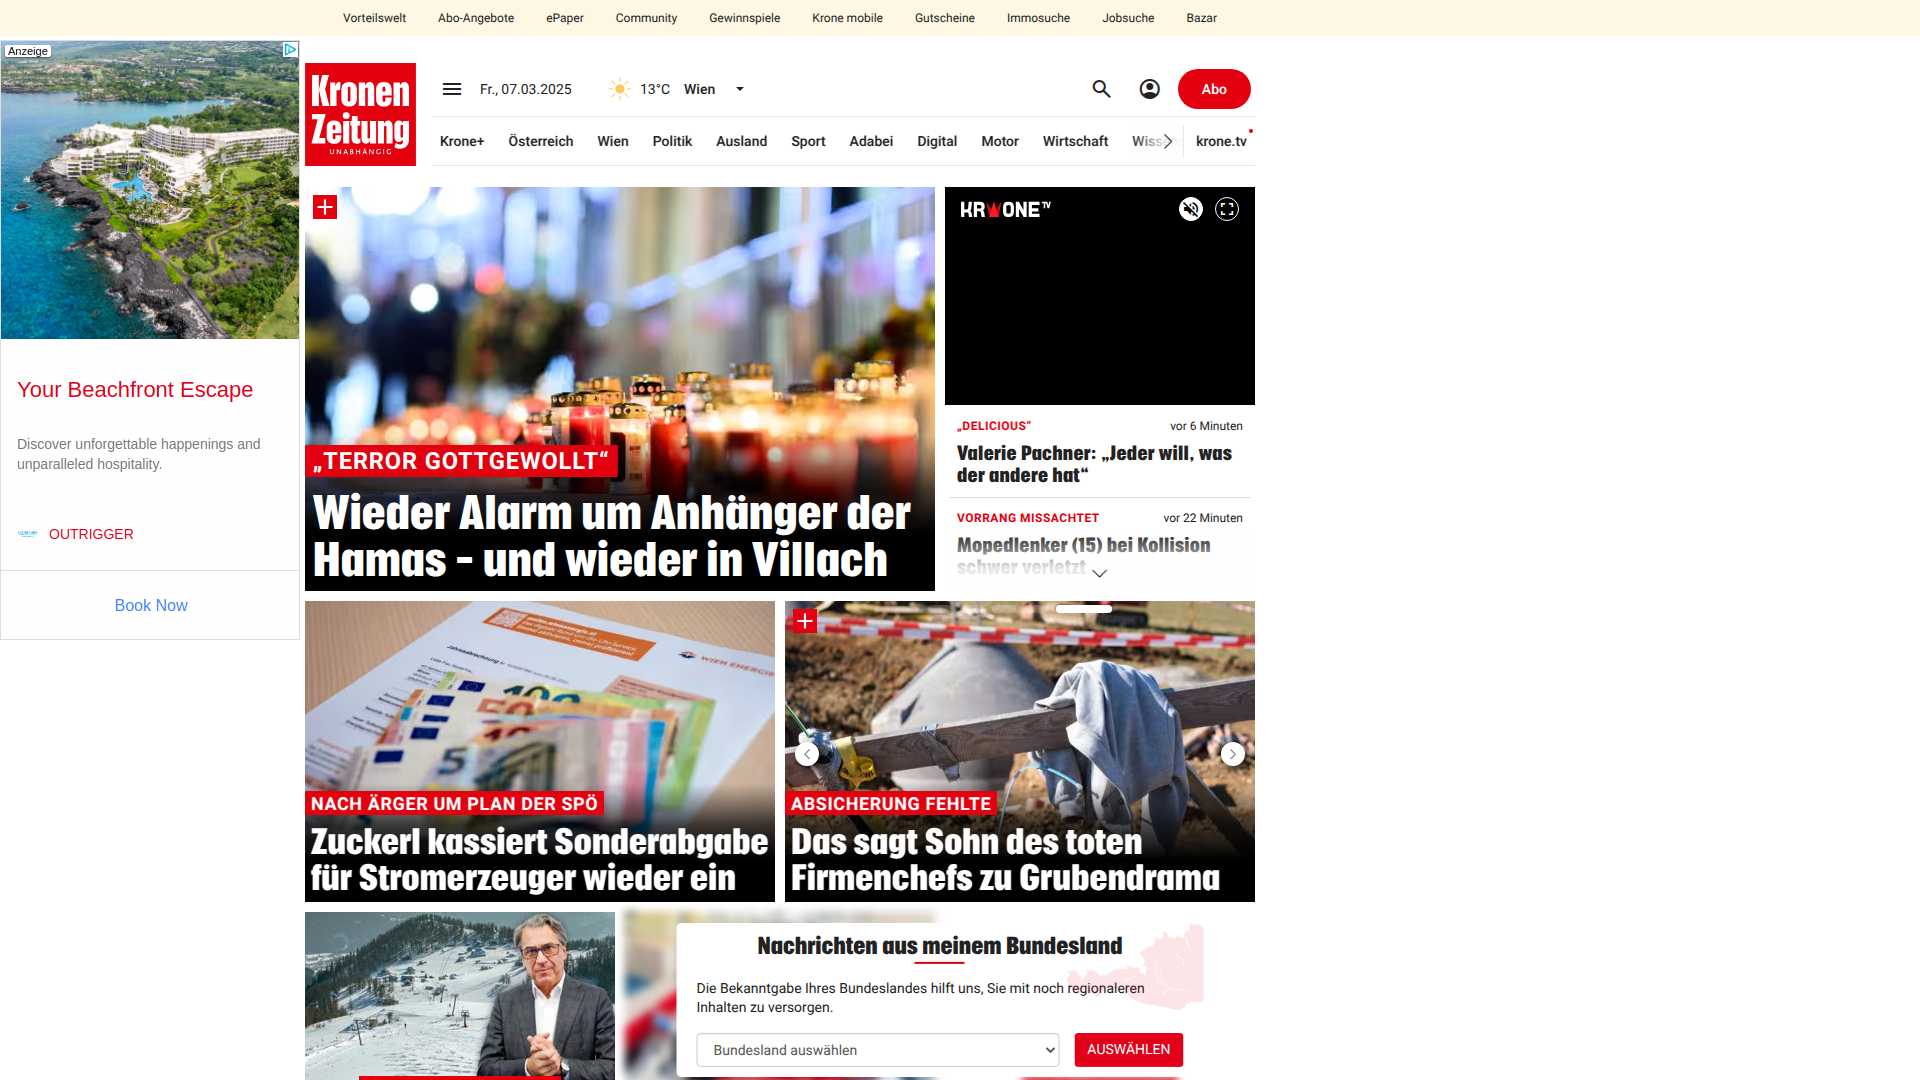 Vorteilswelt
Abo-Angebote
ePaper
Community
Gewinnspiele
Krone mobile
Gutscheine
Immosuche
Jobsuche
Bazar
Anzeige
Your Beachfront Escape
Discover unforgettable happenings and
unparalleled hospitality.
OUTRIGGER
Book Now
Kronen
Zeitung
UNABHÄNGIG
Fr., 07.03.2025
13°C
Wien
Abo
Krone+
Österreich
Wien
Politik
Ausland
Sport
Adabei
Digital
Motor
Wirtschaft
Wiss
krone.tv
„TERROR GOTTGEWOLLT“
Wieder Alarm um Anhänger der
Hamas – und wieder in Villach
KRONE TV
„DELICIOUS“
vor 6 Minuten
Valerie Pachner: „Jeder will, was
der andere hat“
VORRANG MISSACHTET
vor 22 Minuten
Mopedlenker (15) bei Kollision
schwer verletzt
WIEN ENERGIE
NACH ÄRGER UM PLAN DER SPÖ
Zuckerl kassiert Sonderabgabe
für Stromerzeuger wieder ein
ABSICHERUNG FEHLTE
Das sagt Sohn des toten
Firmenchefs zu Grubendrama
Nachrichten aus meinem Bundesland
Die Bekanntgabe Ihres Bundeslandes hilft uns, Sie mit noch regionaleren
Inhalten zu versorgen.
Bundesland auswählen
AUSWÄHLEN